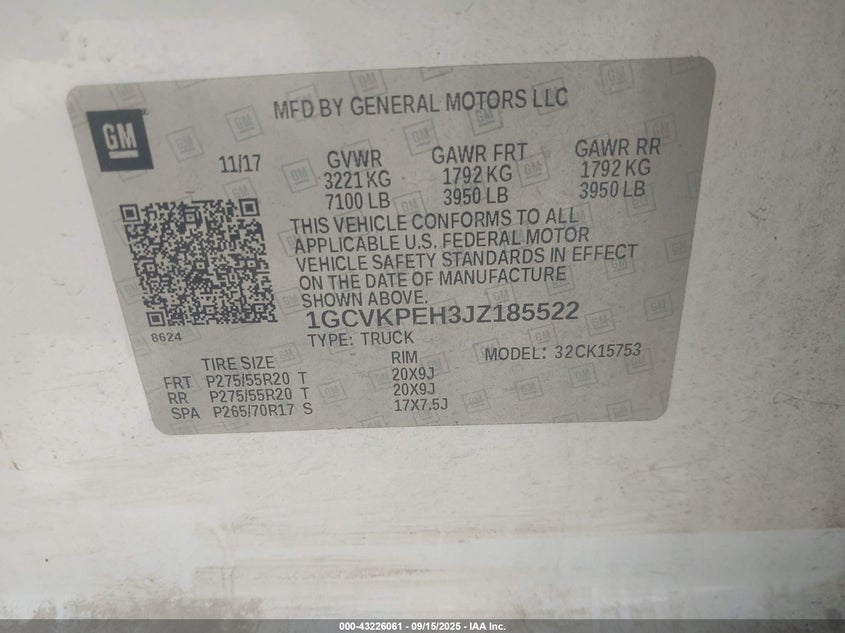 GM
MFD BY GENERAL MOTORS LLC
11/17
GVWR GAWR FRT GAWR RR
3221 KG 1792 KG 1792 KG
7100 LB 3950 LB 3950 LB
THIS VEHICLE CONFORMS TO ALL
APPLICABLE U.S. FEDERAL MOTOR
VEHICLE SAFETY STANDARDS IN EFFECT
ON THE DATE OF MANUFACTURE
SHOWN ABOVE.
1GCVKPEH3JZ185522
8624
TYPE: TRUCK
MODEL: 32CK15753
TIRE SIZE RIM
FRT P275/55R20 T 20X9J
RR P275/55R20 T 20X9J
SPA P265/70R17 S 17X7.5J
000-43226061 - 09/15/2025 - IAA Inc.